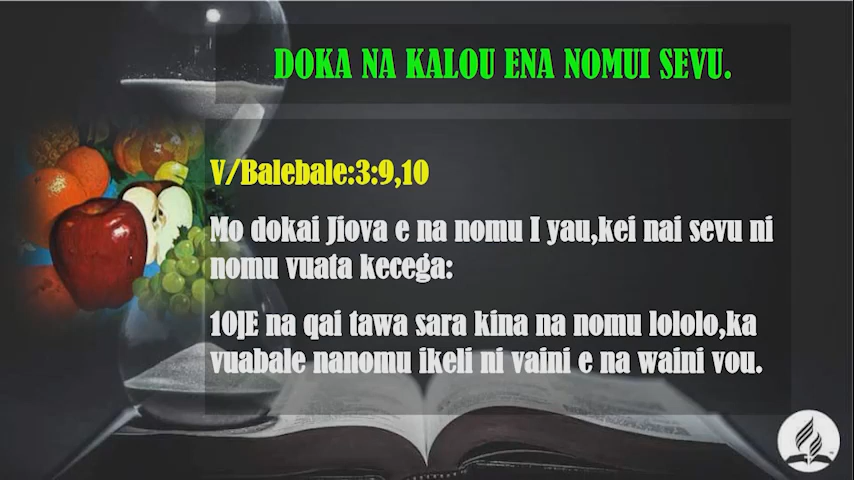 DOKA NA KALOU ENA NOMUI SEVU.
V/Balebale:3:9,10
Mo dokai Jiova e na nomu I yau,kei nai sevu ni
nomu vuata kecega:
10|E na qai tawa sara kina na nomu lololo,ka
vuabale nanomu ikeli ni vaini e na waini vou.